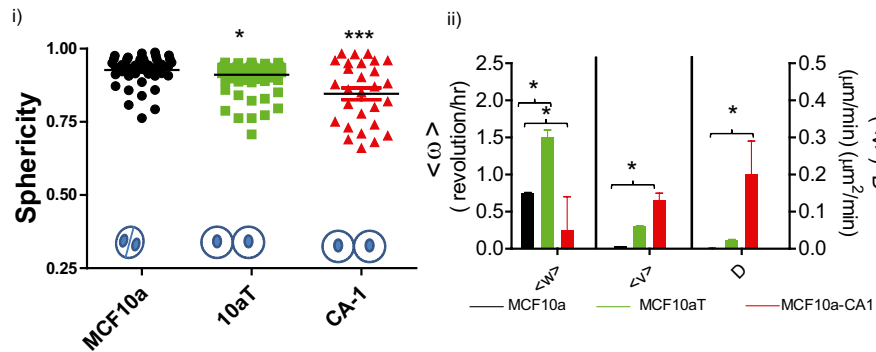 i)
*
***
1.00
0.75
0.50
0.25
Sphericity
MCF10a
10aT
CA-1
ii)
2.5
2.0
1.5
1.0
0.5
0.0
< ω >
( revolution/hr)
*
*
*
*
0.5
0.4
0.3
0.2
0.1
0.0
(μm/min) (μm²/min)
<w>
<v>
D
MCF10a
MCF10aT
MCF10a-CA1